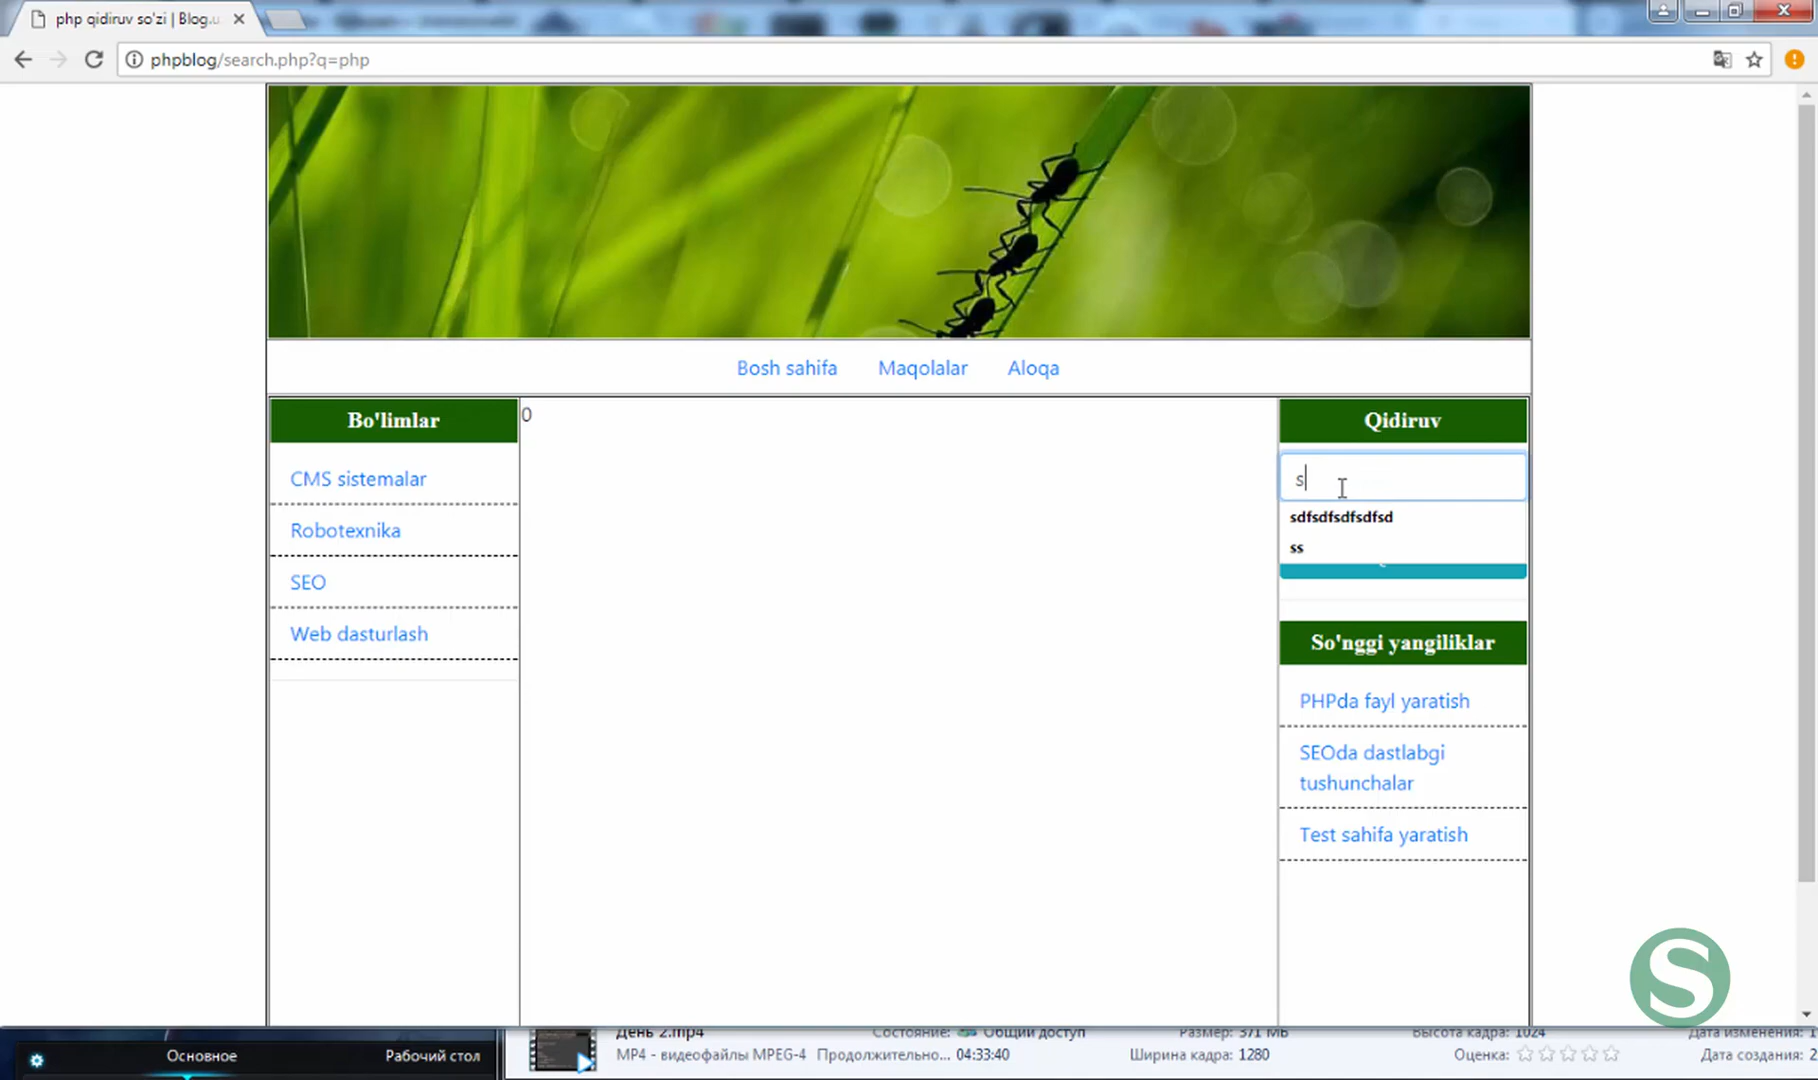 php qidiruv so'zi | Blog.u
phpblog/search.php?q=php
Bosh sahifa Maqolalar Aloqa
Bo'limlar
CMS sistemalar
Robotexnika
SEO
Web dasturlash
0
Qidiruv
s
sdfsdfsdfsdfsd
ss
So'nggi yangiliklar
PHPda fayl yaratish
SEOda dastlabgi
tushunchalar
Test sahifa yaratish
S
Основное Рабочий стол
День 2.mp4 Состояние: Общий доступ Размер: 371 МБ Высота кадра: 1024 Дата изменения: 1
MP4 - видеофайлы MPEG-4 Продолжительно... 04:33:40 Ширина кадра: 1280 Оценка: Дата создания: 2